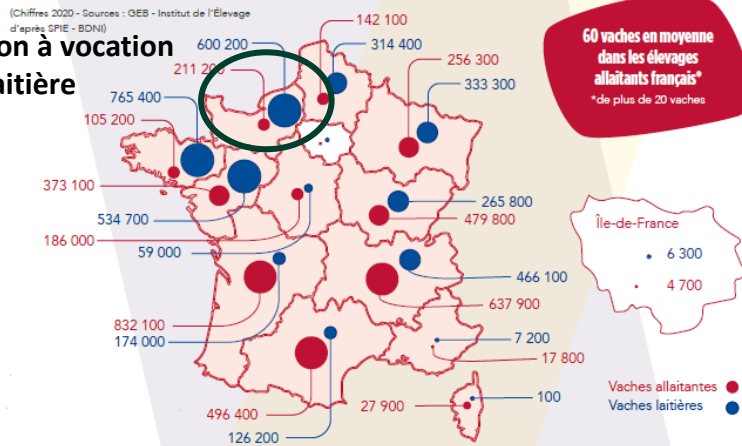 (Chiffres 2020 - Sources : GEB - Institut de l'Élevage
d'après SPIE - BDNI)
on à vocation
aitière
142 100
600 200
314 400
211 200
256 300
333 300
765 400
105 200
373 100
534 700
186 000
59 000
265 800
479 800
466 100
637 900
832 100
174 000
7 200
17 800
496 400
126 200
27 900
100
60 vaches en moyenne
dans les élevages
allaitants français*
*de plus de 20 vaches
Île-de-France
6 300
4 700
Vaches allaitantes
Vaches laitières